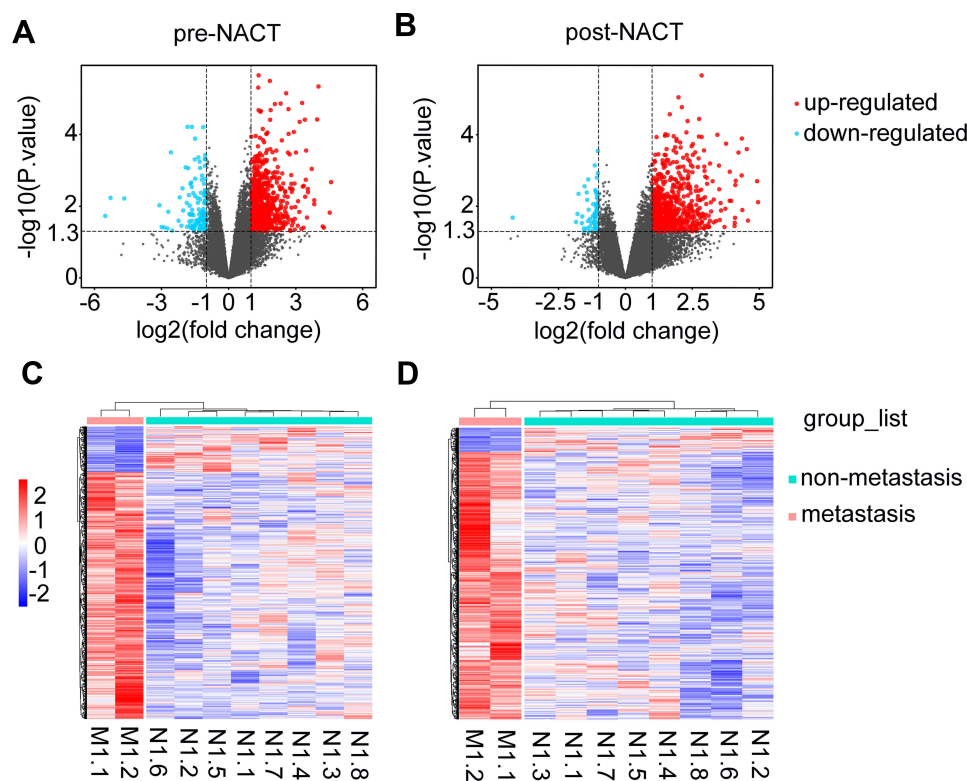 A
pre-NACT
-log10(P.value)
4
2
1.3
0
-6
-3
-1
0
1
3
6
log2(fold change)
B
post-NACT
-log10(P.value)
4
2
1.3
0
-5
-2.5
-1
0
1
2.5
5
log2(fold change)
up-regulated
down-regulated
C
2
1
0
-1
-2
M1.1
M1.2
N1.6
N1.2
N1.5
N1.1
N1.7
N1.4
N1.3
N1.8
D
M1.2
M1.1
N1.3
N1.1
N1.7
N1.5
N1.4
N1.8
N1.6
N1.2
group_list
non-metastasis
metastasis